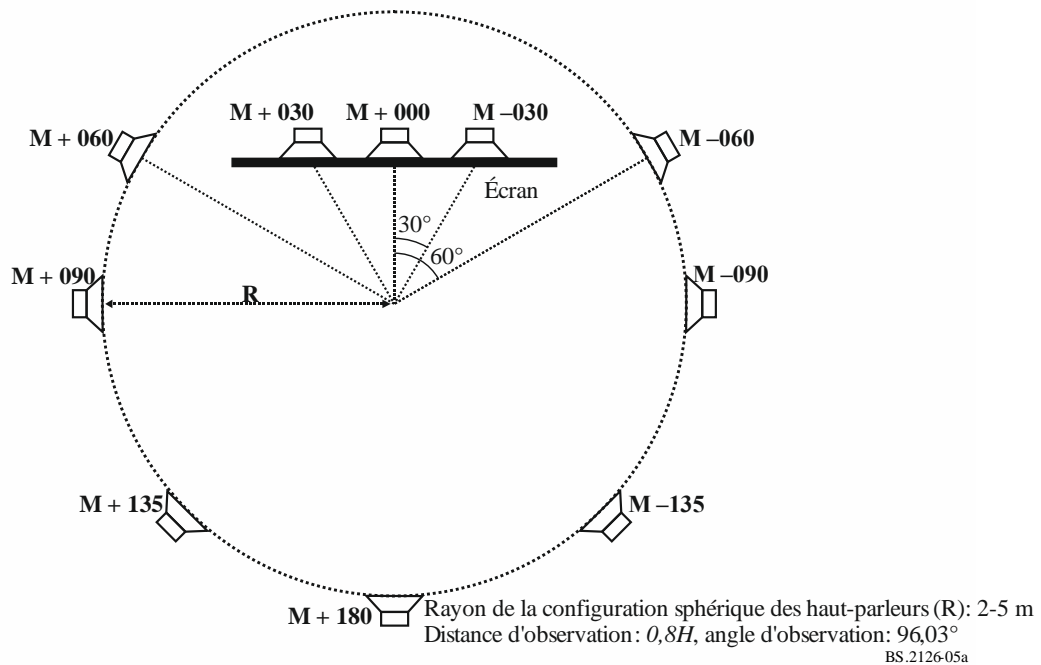 M + 030 M + 000 M –030
M + 060 M –060
Écran
30°
60°
M + 090 M –090
R
M + 135 M –135
M + 180
Rayon de la configuration sphérique des haut-parleurs (R): 2-5 m
Distance d'observation: 0,8H, angle d'observation: 96,03°
BS.2126-05a